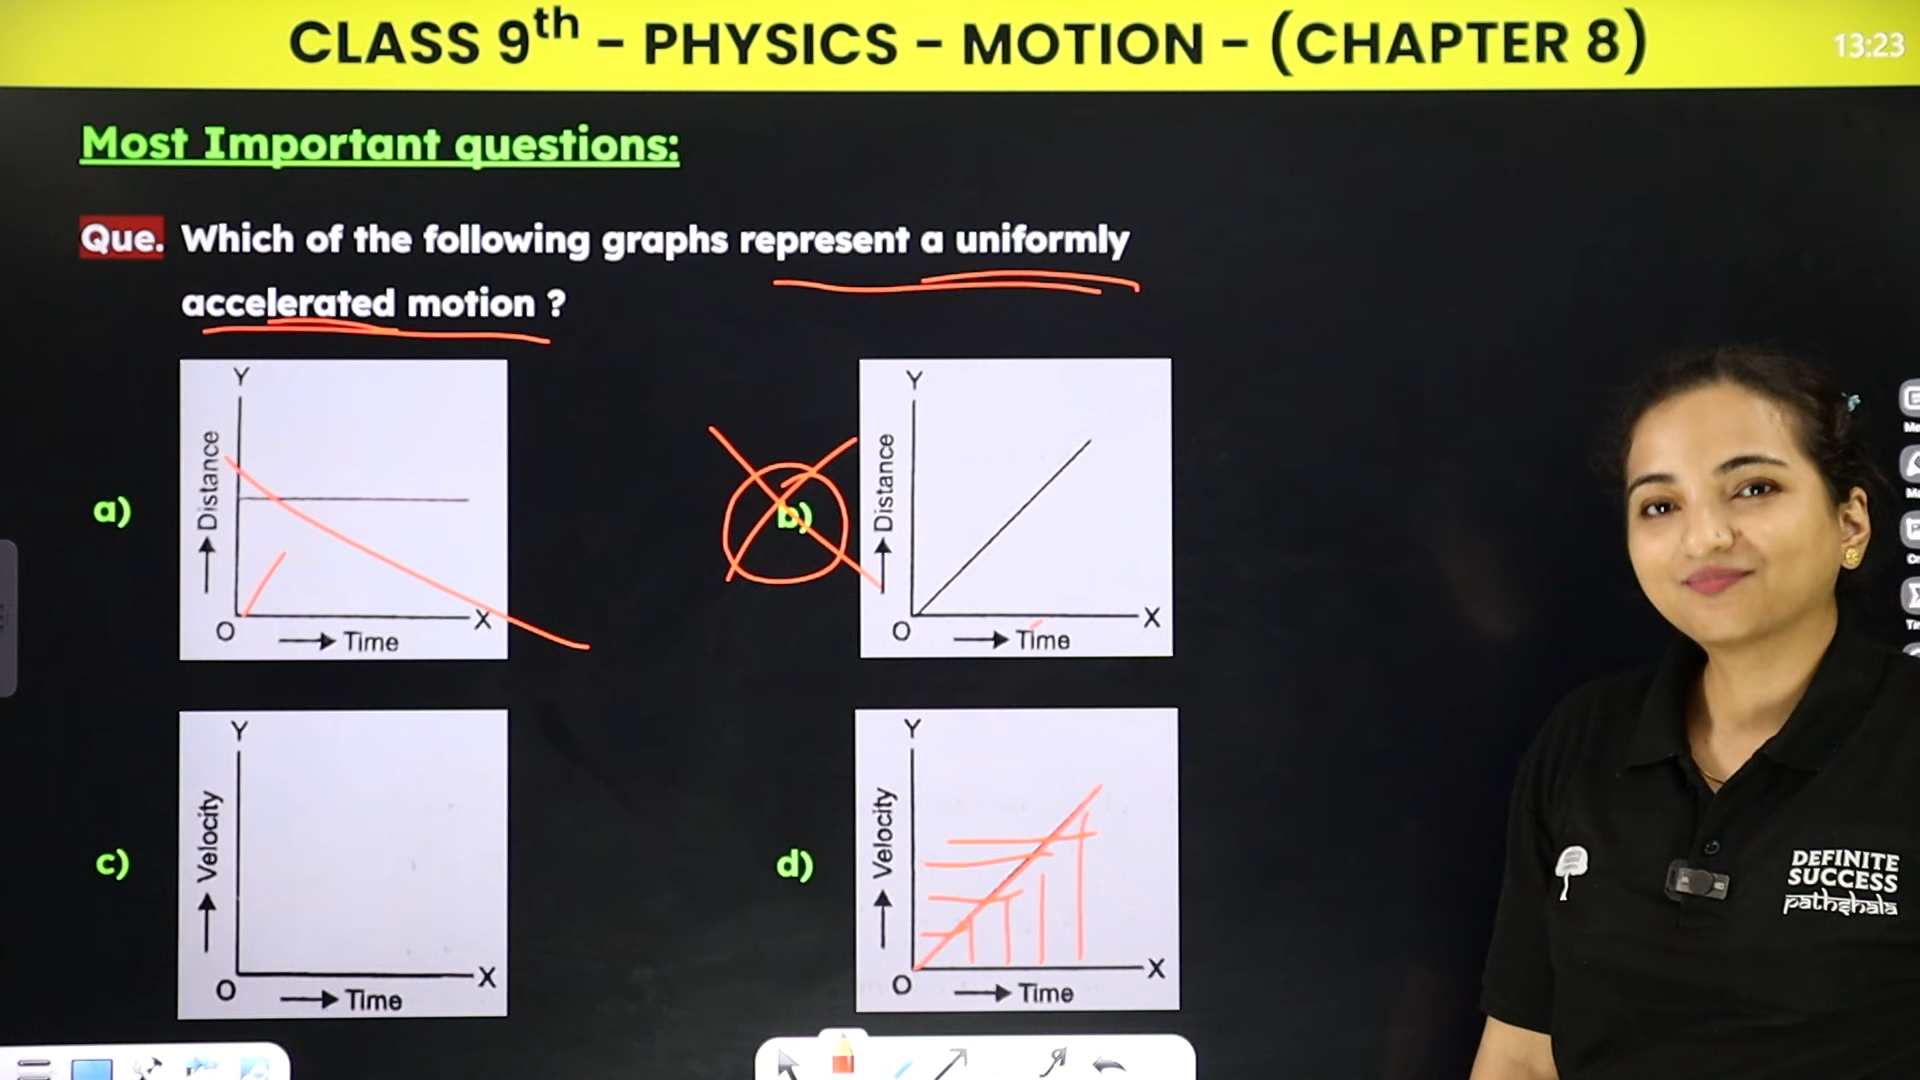 CLASS 9th - PHYSICS - MOTION - (CHAPTER 8)
13:23
Most Important questions:
Que. Which of the following graphs represent a uniformly
accelerated motion ?
a)
Y
Distance
O
Time
X
b)
Y
Distance
O
Time
X
c)
Y
Velocity
O
Time
X
d)
Y
Velocity
O
Time
X
DEFINITE
SUCCESS
pathshala